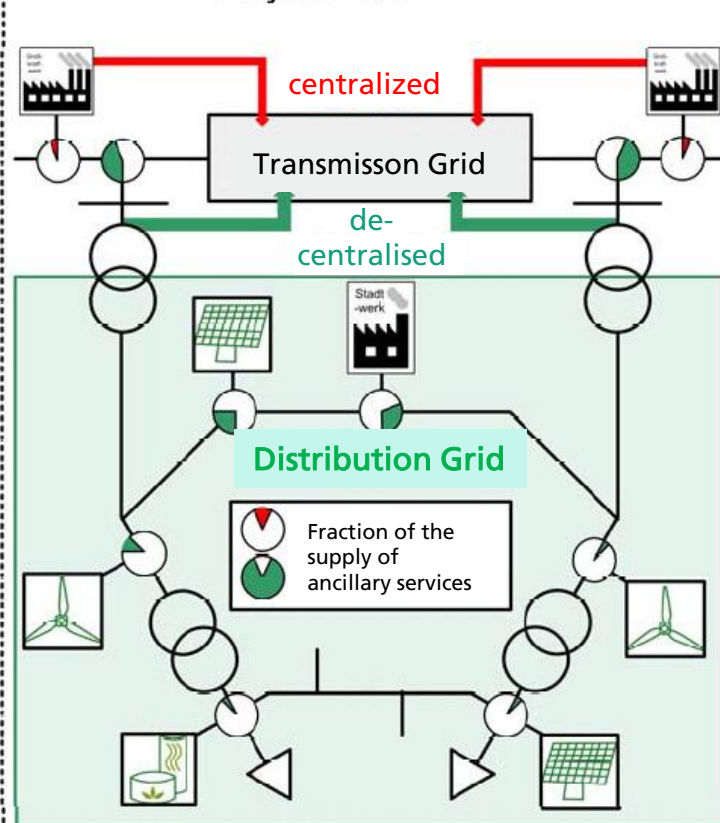 centralized
Transmisson Grid
de-
centralised
Stadt
-werk
Distribution Grid
Fraction of the
supply of
ancillary services